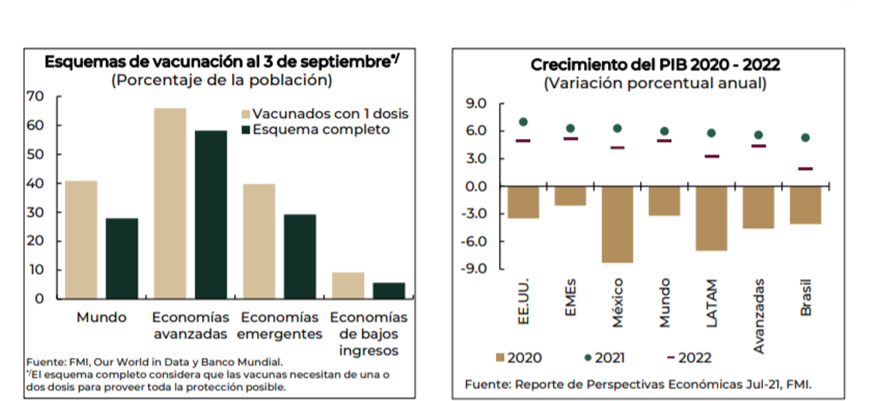 Esquemas de vacunación al 3 de septiembre*/
(Porcentaje de la población)
70
60
50
40
30
20
10
0
Vacunados con 1 dosis
Esquema completo
Mundo
Economías
avanzadas
Economías
emergentes
Economías
de bajos
ingresos
Fuente: FMI, Our World in Data y Banco Mundial.
*/El esquema completo considera que las vacunas necesitan de una o
dos dosis para proveer toda la protección posible.
Crecimiento del PIB 2020 - 2022
(Variación porcentual anual)
9.0
6.0
3.0
0.0
-3.0
-6.0
-9.0
EE.UU.
EMEs
México
Mundo
LATAM
Avanzadas
Brasil
2020
2021
2022
Fuente: Reporte de Perspectivas Económicas Jul-21, FMI.